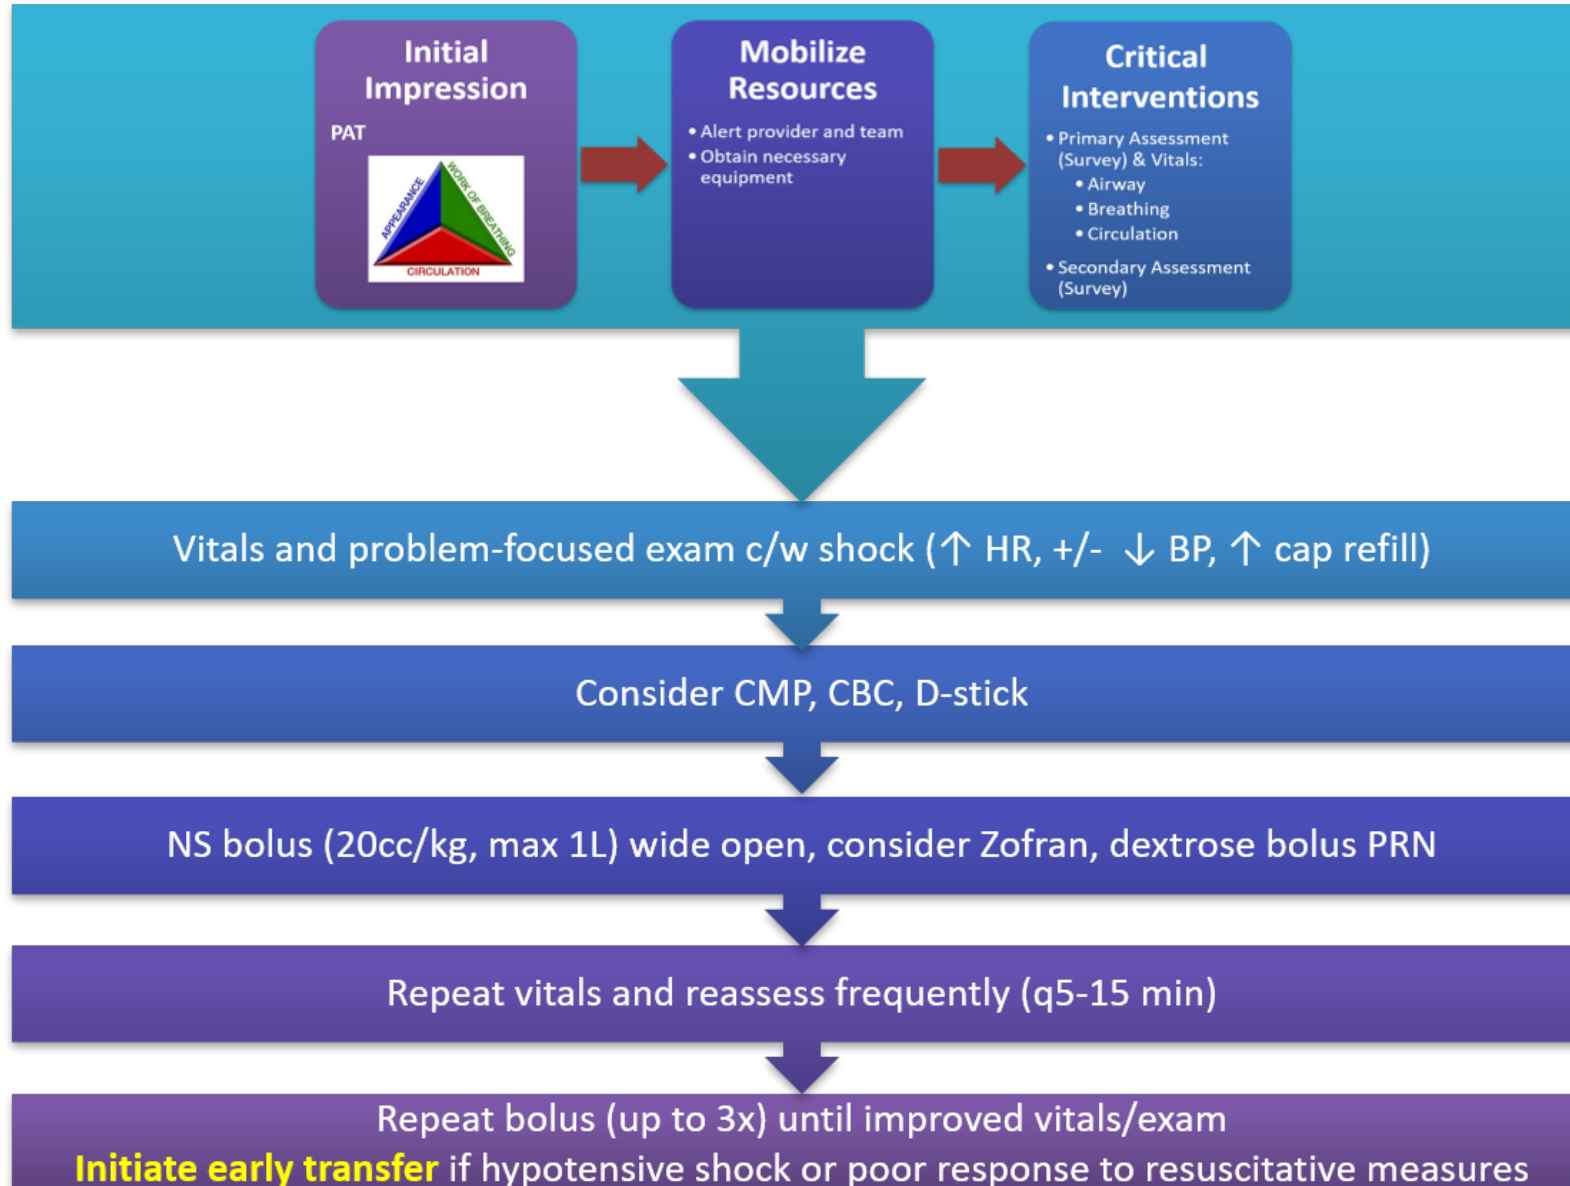 Initial
Impression
PAT
APPEARANCE
WORK OF BREATHING
CIRCULATION
Mobilize
Resources
• Alert provider and team
• Obtain necessary
equipment
Critical
Interventions
• Primary Assessment
(Survey) & Vitals:
• Airway
• Breathing
• Circulation
• Secondary Assessment
(Survey)
Vitals and problem-focused exam c/w shock (↑ HR, +/- ↓ BP, ↑ cap refill)
Consider CMP, CBC, D-stick
NS bolus (20cc/kg, max 1L) wide open, consider Zofran, dextrose bolus PRN
Repeat vitals and reassess frequently (q5-15 min)
Repeat bolus (up to 3x) until improved vitals/exam
Initiate early transfer if hypotensive shock or poor response to resuscitative measures